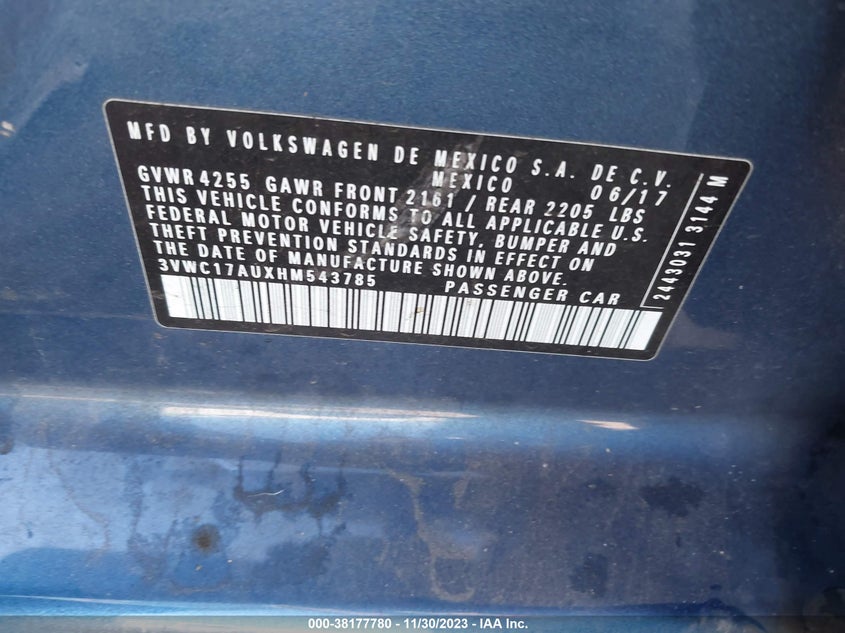 MFD BY VOLKSWAGEN DE MEXICO S.A. DE C.V.
MEXICO 06/17
GVWR 4255 GAWR FRONT 2161 / REAR 2205 LBS
THIS VEHICLE CONFORMS TO ALL APPLICABLE U.S.
FEDERAL MOTOR VEHICLE SAFETY, BUMPER AND
THEFT PREVENTION STANDARDS IN EFFECT ON
THE DATE OF MANUFACTURE SHOWN ABOVE.
3VWC17AUXHM543785 PASSENGER CAR
2443031 3144 M
000-38177780 - 11/30/2023 - IAA Inc.